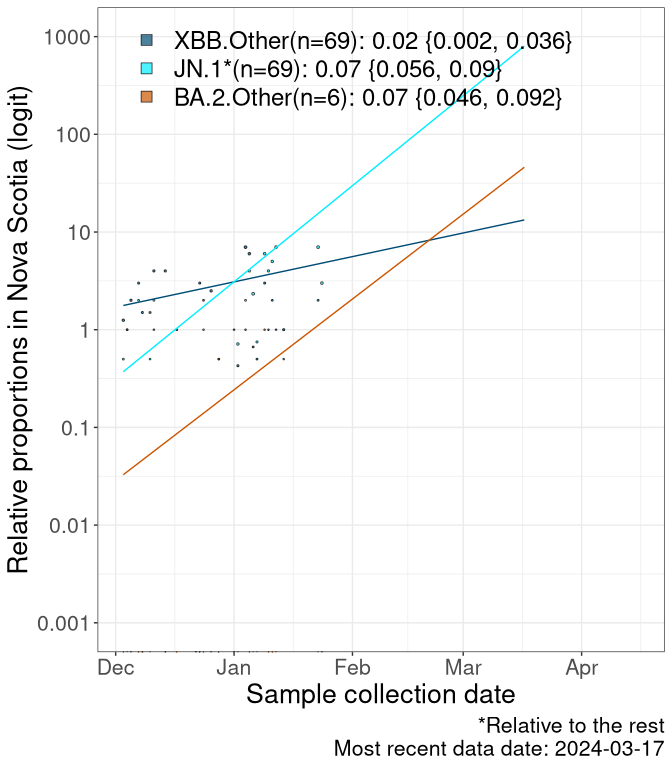 XBB.Other(n=69): 0.02 {0.002, 0.036}
JN.1*(n=69): 0.07 {0.056, 0.09}
BA.2.Other(n=6): 0.07 {0.046, 0.092}
Relative proportions in Nova Scotia (logit)
1000
100
10
1
0.1
0.01
0.001
Dec Jan Feb Mar Apr
Sample collection date
*Relative to the rest
Most recent data date: 2024-03-17